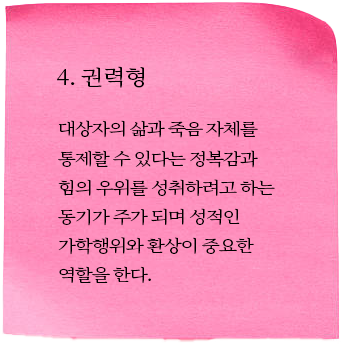 4. 권력형
대상자의 삶과 죽음 자체를
통제할 수 있다는 정복감과
힘의 우위를 성취하려고 하는
동기가 주가 되며 성적인
가학행위와 환상이 중요한
역할을 한다.